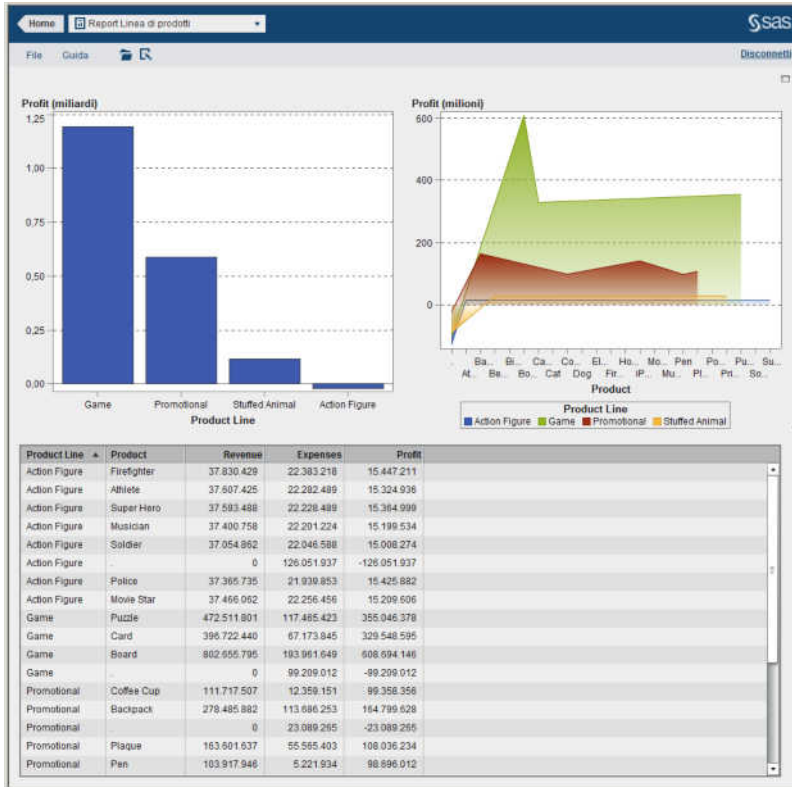 Home Report Linea di prodotti
sas
File Guida
Disconnetti
Profit (miliardi)
1,25
1,00
0,75
0,50
0,25
0,00
Game Promotional Stuffed Animal Action Figure
Product Line
Profit (milioni)
600
400
200
0
. Ba... Bi... Ca... Co... El... Ho... Mo... Pen Po... Pu... Su...
At... Be... Bo... Cat Dog Fir... iP... Mu... Pl... Pri... So...
Product
Product Line
Action Figure Game Promotional Stuffed Animal
Product Line Product Revenue Expenses Profit
Action Figure Firefighter 37.830.429 22.383.218 15.447.211
Action Figure Athlete 37.607.425 22.282.489 15.324.936
Action Figure Super Hero 37.593.488 22.228.489 15.364.999
Action Figure Musician 37.400.758 22.201.224 15.199.534
Action Figure Soldier 37.054.862 22.046.588 15.008.274
Action Figure . 0 126.051.937 -126.051.937
Action Figure Police 37.365.735 21.939.853 15.425.882
Action Figure Movie Star 37.466.062 22.256.456 15.209.606
Game Puzzle 472.511.801 117.465.423 355.046.378
Game Card 396.722.440 67.173.845 329.548.595
Game Board 802.655.795 193.961.649 608.694.146
Game . 0 99.209.012 -99.209.012
Promotional Coffee Cup 111.717.507 12.359.151 99.358.356
Promotional Backpack 278.485.882 113.686.253 164.799.628
Promotional . 0 23.089.265 -23.089.265
Promotional Plaque 163.601.637 55.565.403 108.036.234
Promotional Pen 103.917.946 5.221.934 98.696.012